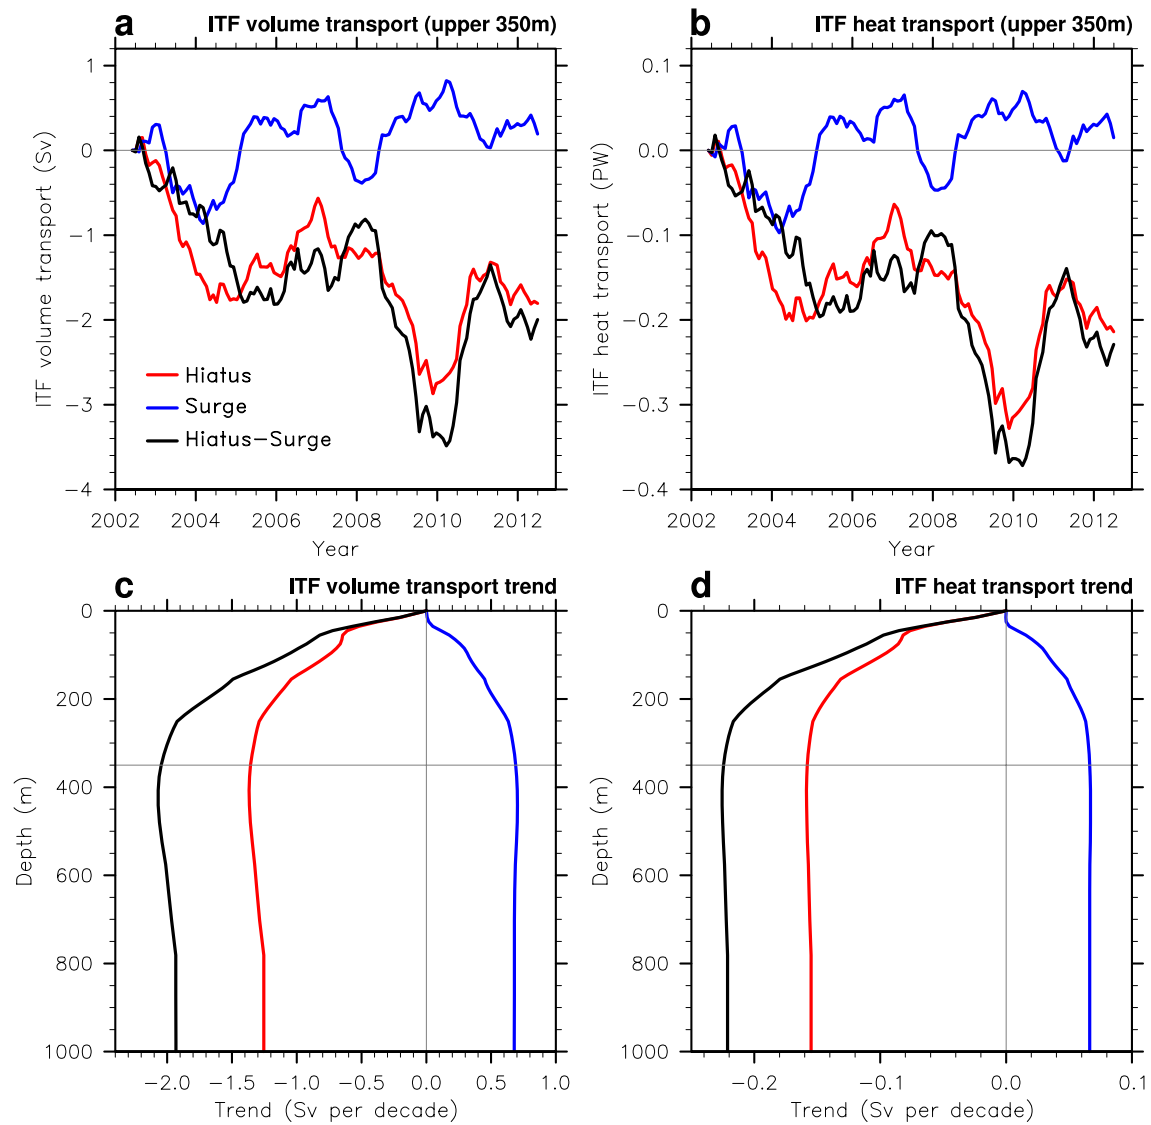 a ITF volume transport (upper 350m)
1
0
−1
−2
−3
−4
ITF volume transport (Sv)
Hiatus
Surge
Hiatus−Surge
2002 2004 2006 2008 2010 2012
Year
b ITF heat transport (upper 350m)
0.1
0.0
−0.1
−0.2
−0.3
−0.4
ITF heat transport (PW)
2002 2004 2006 2008 2010 2012
Year
c ITF volume transport trend
0
200
400
600
800
1000
Depth (m)
−2.0 −1.5 −1.0 −0.5 0.0 0.5 1.0
Trend (Sv per decade)
d ITF heat transport trend
0
200
400
600
800
1000
Depth (m)
−0.2 −0.1 0.0 0.1
Trend (Sv per decade)